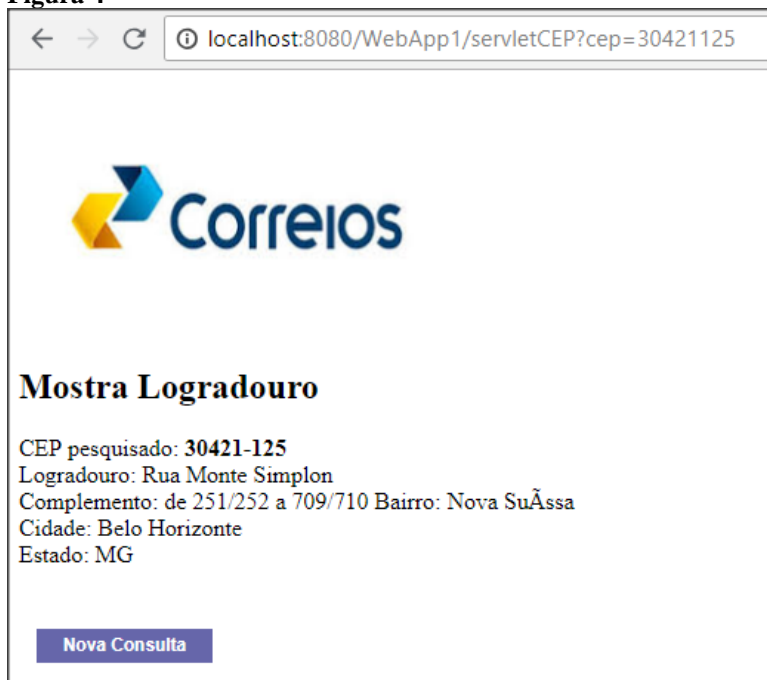 Figura 4
localhost:8080/WebApp1/servletCEP?cep=30421125
Correios
Mostra Logradouro
CEP pesquisado: 30421-125
Logradouro: Rua Monte Simplon
Complemento: de 251/252 a 709/710 Bairro: Nova SuÃssa
Cidade: Belo Horizonte
Estado: MG
Nova Consulta